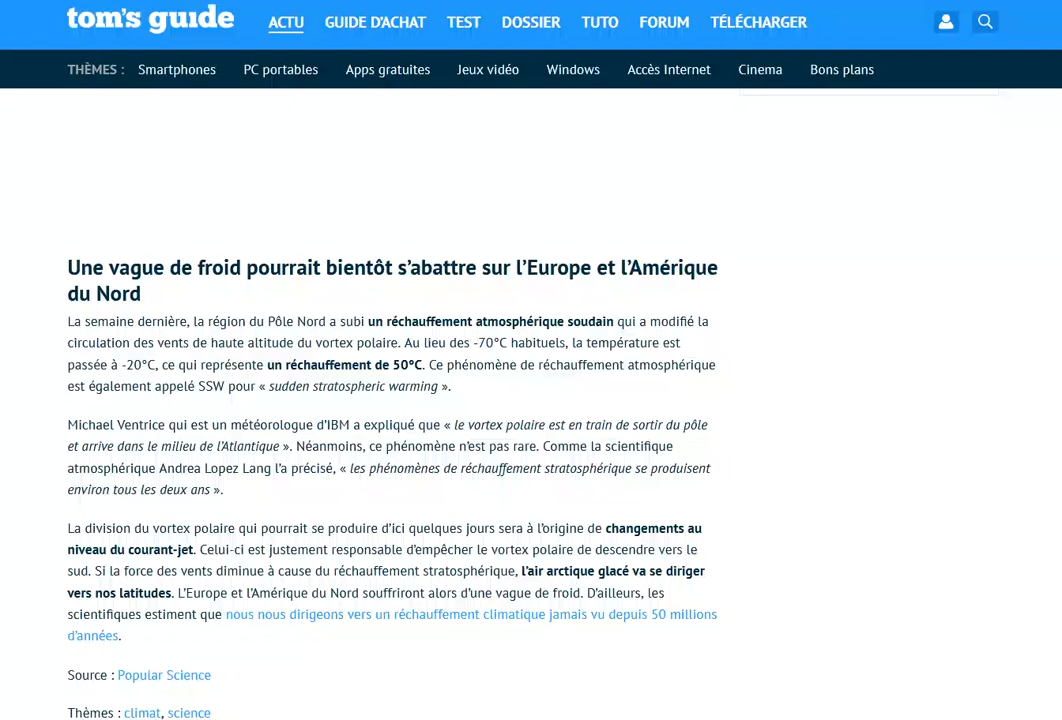 tom's guide ACTU GUIDE D'ACHAT TEST DOSSIER TUTO FORUM TÉLÉCHARGER
THÈMES : Smartphones PC portables Apps gratuites Jeux vidéo Windows Accès Internet Cinema Bons plans
Une vague de froid pourrait bientôt s'abattre sur l'Europe et l'Amérique
du Nord
La semaine dernière, la région du Pôle Nord a subi un réchauffement atmosphérique soudain qui a modifié la
circulation des vents de haute altitude du vortex polaire. Au lieu des -70°C habituels, la température est
passée à -20°C, ce qui représente un réchauffement de 50°C. Ce phénomène de réchauffement atmosphérique
est également appelé SSW pour « sudden stratospheric warming ».
Michael Ventrice qui est un météorologue d'IBM a expliqué que « le vortex polaire est en train de sortir du pôle
et arrive dans le milieu de l'Atlantique ». Néanmoins, ce phénomène n'est pas rare. Comme la scientifique
atmosphérique Andrea Lopez Lang l'a précisé, « les phénomènes de réchauffement stratosphérique se produisent
environ tous les deux ans ».
La division du vortex polaire qui pourrait se produire d'ici quelques jours sera à l'origine de changements au
niveau du courant-jet. Celui-ci est justement responsable d'empêcher le vortex polaire de descendre vers le
sud. Si la force des vents diminue à cause du réchauffement stratosphérique, l'air arctique glacé va se diriger
vers nos latitudes. L'Europe et l'Amérique du Nord souffriront alors d'une vague de froid. D'ailleurs, les
scientifiques estiment que nous nous dirigeons vers un réchauffement climatique jamais vu depuis 50 millions
d'années.
Source : Popular Science
Thèmes : climat, science